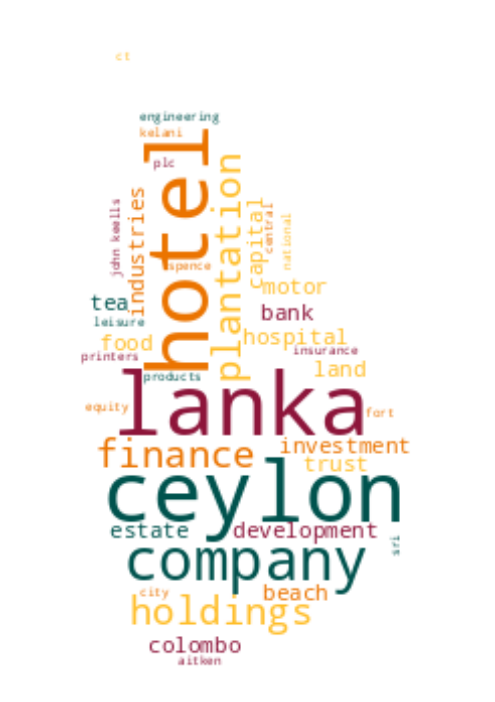 ct
engineering
kelani
hotel
plc
plantation
industries
john keells
capital
central
national
spence
motor
tea
bank
leisure
hospital
food
insurance
printers
land
products
lanka
equity
fort
finance
investment
trust
ceylon
estate
development
sri
company
city
beach
holdings
colombo
aitken